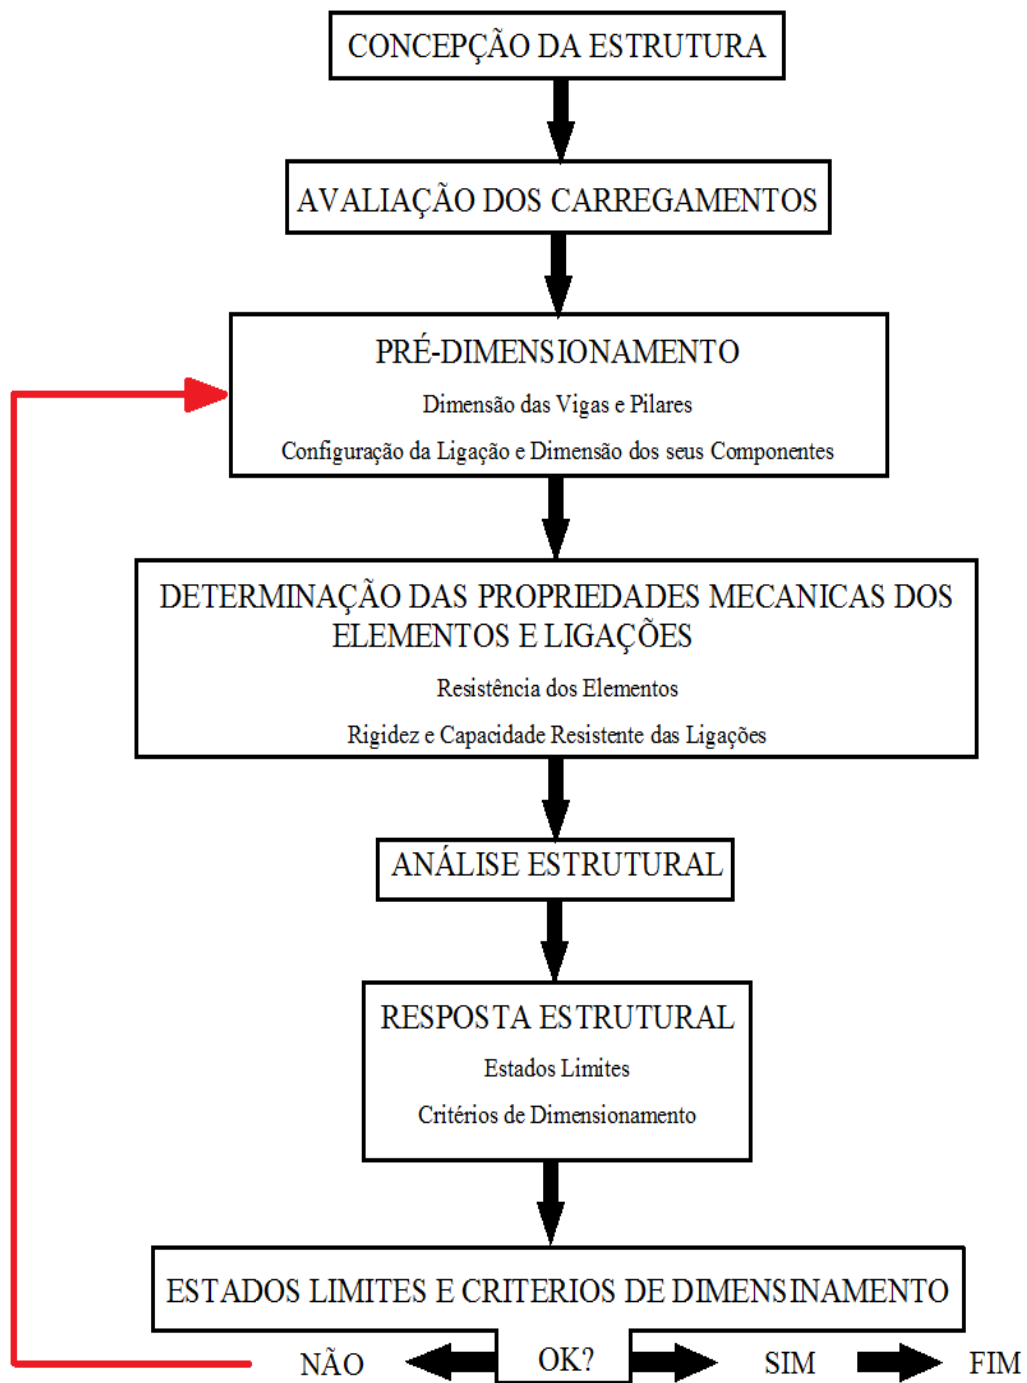 CONCEPÇÃO DA ESTRUTURA
AVALIAÇÃO DOS CARREGAMENTOS
PRÉ-DIMENSIONAMENTO
Dimensão das Vigas e Pilares
Configuração da Ligação e Dimensão dos seus Componentes
DETERMINAÇÃO DAS PROPRIEDADES MECANICAS DOS
ELEMENTOS E LIGAÇÕES
Resistência dos Elementos
Rigidez e Capacidade Resistente das Ligações
ANÁLISE ESTRUTURAL
RESPOSTA ESTRUTURAL
Estados Limites
Critérios de Dimensionamento
ESTADOS LIMITES E CRITERIOS DE DIMENSINAMENTO
NÃO OK? SIM FIM